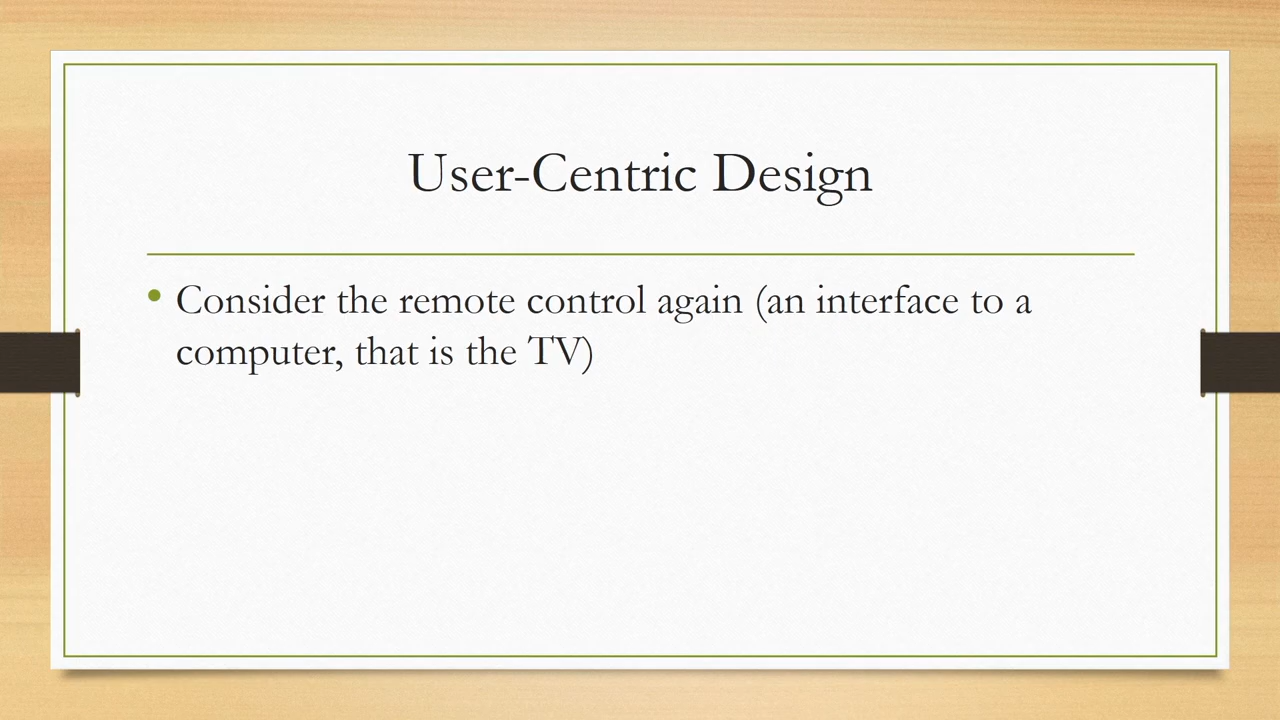 User-Centric Design
• Consider the remote control again (an interface to a
computer, that is the TV)